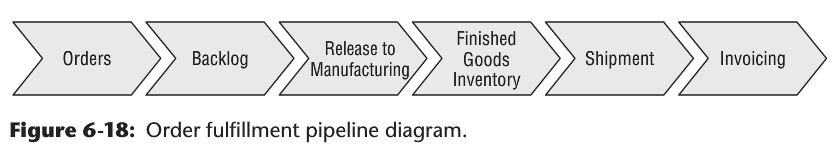 Orders
Backlog
Release to
Manufacturing
Finished
Goods
Inventory
Shipment
Invoicing
Figure 6-18: Order fulfillment pipeline diagram.